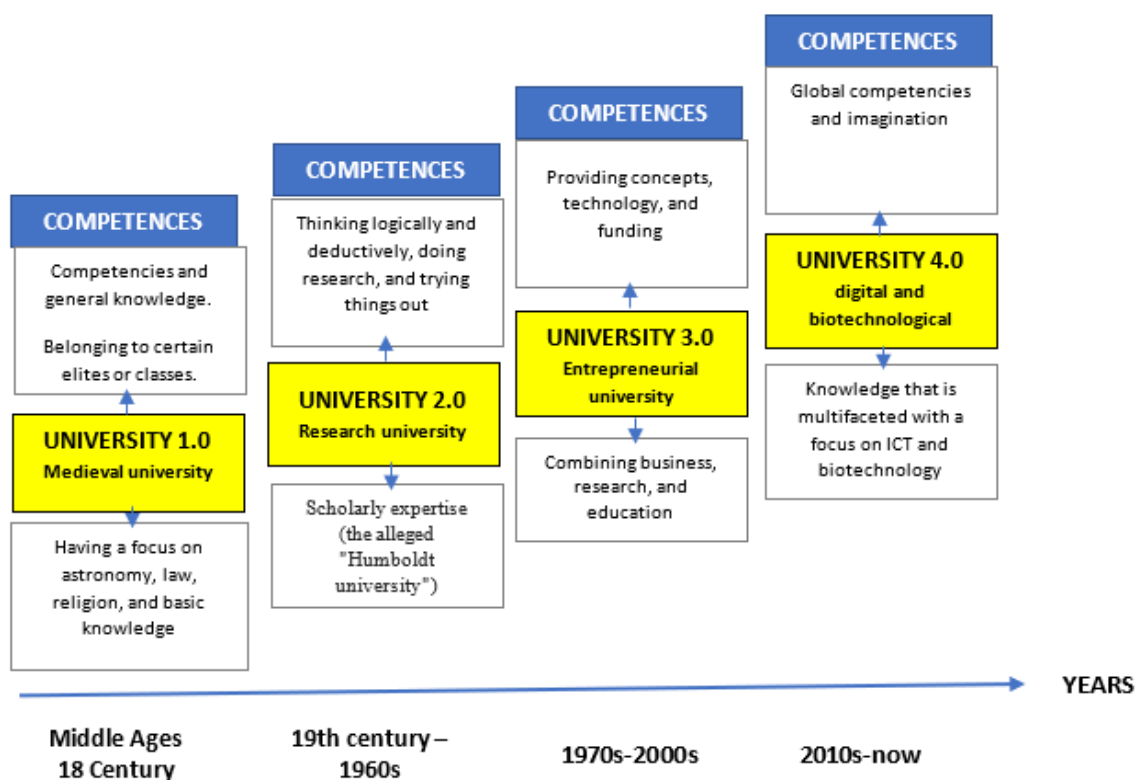 COMPETENCES
Competencies and
general knowledge.
Belonging to certain
elites or classes.
UNIVERSITY 1.0
Medieval university
Having a focus on
astronomy, law,
religion, and basic
knowledge
COMPETENCES
Thinking logically and
deductively, doing
research, and trying
things out
UNIVERSITY 2.0
Research university
Scholarly expertise
(the alleged
"Humboldt
university")
COMPETENCES
Providing concepts,
technology, and
funding
UNIVERSITY 3.0
Entrepreneurial
university
Combining business,
research, and
education
COMPETENCES
Global competencies
and imagination
UNIVERSITY 4.0
digital and
biotechnological
Knowledge that is
multifaceted with a
focus on ICT and
biotechnology
YEARS
Middle Ages
18 Century
19th century –
1960s
1970s-2000s
2010s-now